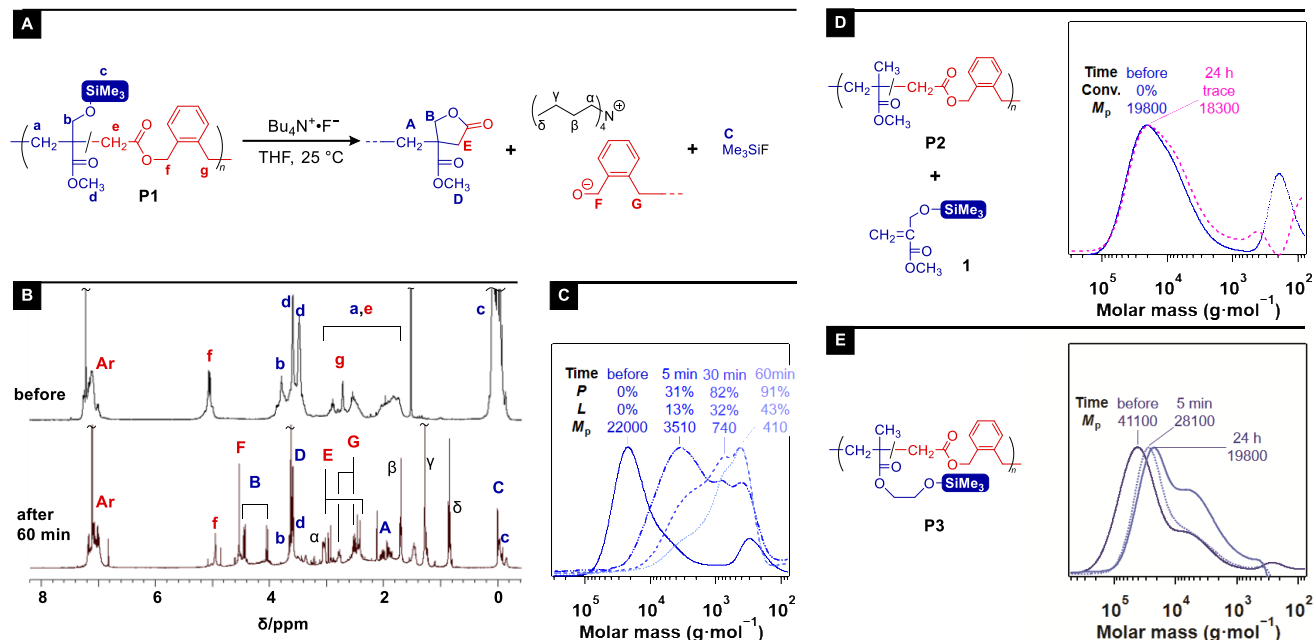 A
c
SiMe3
O
b
a
CH2
e
CH2
O
O
f
g
n
O
OCH3
d
P1
Bu4N+•F−
THF, 25 °C
A
CH2
B
O
O
E
O
OCH3
D
+
γ
α
δ
β
4
N+
O−
F
G
+
C
Me3SiF
B
before
Ar
f
b
d
d
g
a,e
c
after
60 min
Ar
f
F
B
b
D
d
α
E
G
A
β
γ
δ
C
c
8
6
4
2
0
δ/ppm
C
Time before 5 min 30 min 60min
P 0% 31% 82% 91%
L 0% 13% 32% 43%
Mp 22000 3510 740 410
10^5 10^4 10^3 10^2
Molar mass (g·mol−1)
D
CH3
CH2
CH2
O
O
n
O
OCH3
P2
+
O
SiMe3
CH2
O
OCH3
1
Time before 24 h
Conv. 0% trace
Mp 19800 18300
10^5 10^4 10^3 10^2
Molar mass (g·mol−1)
E
CH3
CH2
CH2
O
O
n
O
O
O
SiMe3
P3
Time before 5 min
Mp 41100 28100
24 h
19800
10^5 10^4 10^3 10^2
Molar mass (g·mol−1)